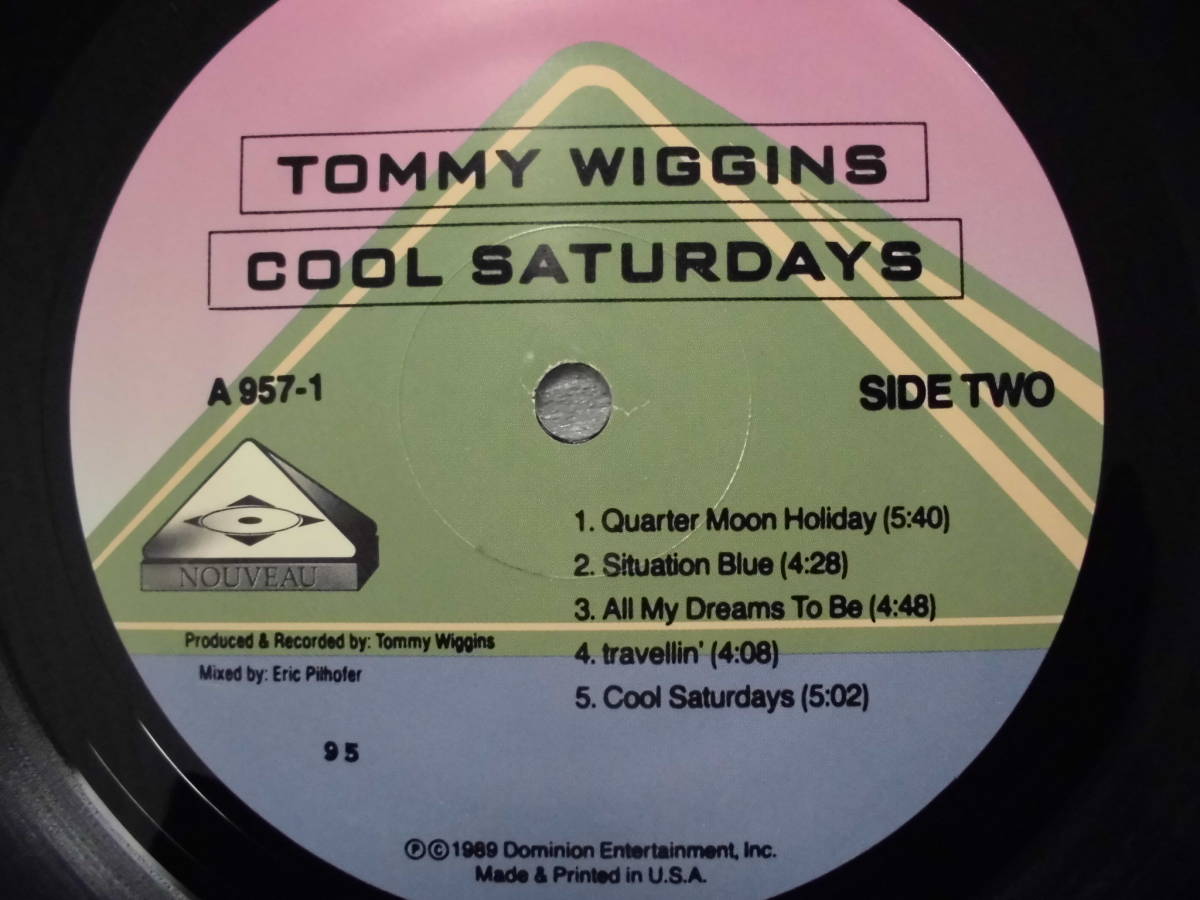 TOMMY WIGGINS
COOL SATURDAYS
A 957-1
SIDE TWO
NOUVEAU
1. Quarter Moon Holiday (5:40)
2. Situation Blue (4:28)
3. All My Dreams To Be (4:48)
4. travellin' (4:08)
5. Cool Saturdays (5:02)
Produced & Recorded by: Tommy Wiggins
Mixed by: Eric Pilhofer
95
℗©1989 Dominion Entertainment, Inc.
Made & Printed in U.S.A.